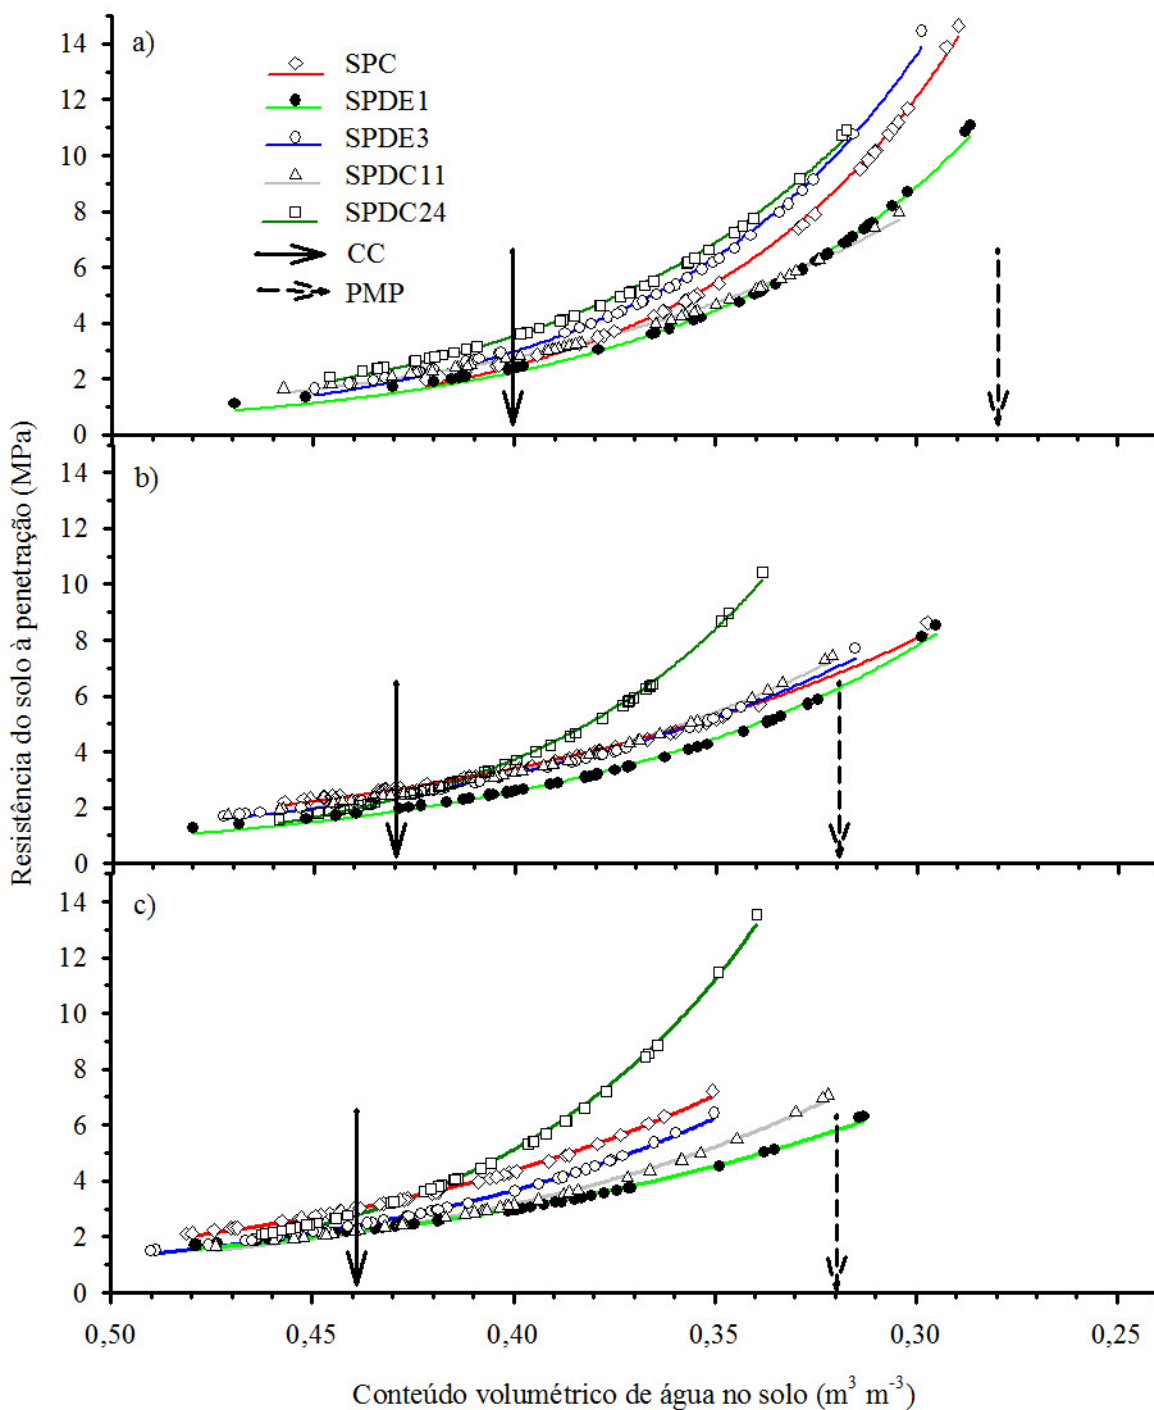 a)
14
12
10
8
6
4
2
0
SPC
SPDE1
SPDE3
SPDC11
SPDC24
CC
PMP
b)
14
12
10
8
6
4
2
0
c)
14
12
10
8
6
4
2
0
Resistência do solo à penetração (MPa)
0,50 0,45 0,40 0,35 0,30 0,25
Conteúdo volumétrico de água no solo (m³ m⁻³)